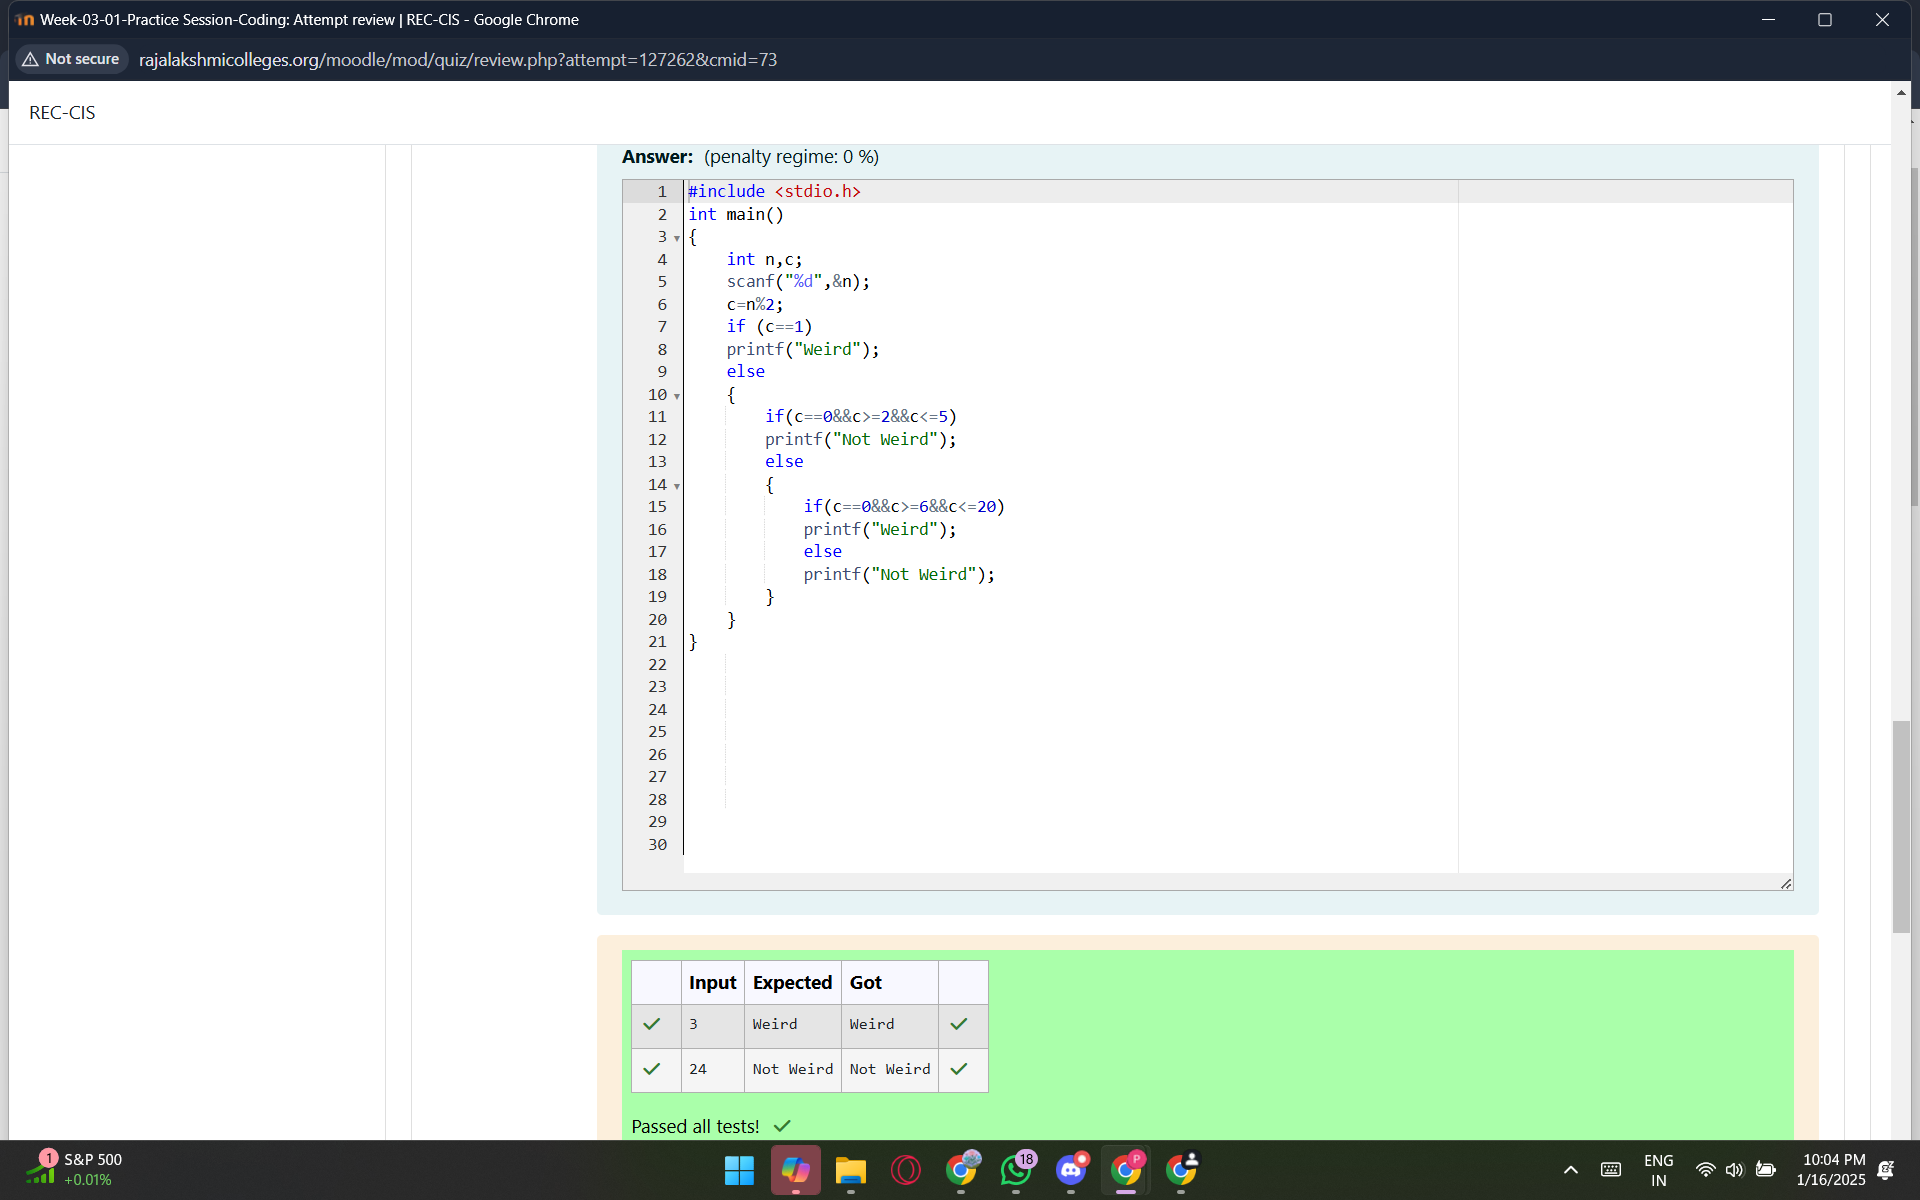 Week-03-01-Practice Session-Coding: Attempt review | REC-CIS - Google Chrome
Not secure rajalakshmicolleges.org/moodle/mod/quiz/review.php?attempt=127262&cmid=73
REC-CIS
Answer: (penalty regime: 0 %)
1 #include <stdio.h>
2 int main()
3 {
4 int n,c;
5 scanf("%d",&n);
6 c=n%2;
7 if (c==1)
8 printf("Weird");
9 else
10 {
11 if(c==0&&c>=2&&c<=5)
12 printf("Not Weird");
13 else
14 {
15 if(c==0&&c>=6&&c<=20)
16 printf("Weird");
17 else
18 printf("Not Weird");
19 }
20 }
21 }
22
23
24
25
26
27
28
29
30
Input Expected Got
3 Weird Weird
24 Not Weird Not Weird
Passed all tests!
1 S&P 500
+0.01%
18
P
ENG
IN
10:04 PM
1/16/2025